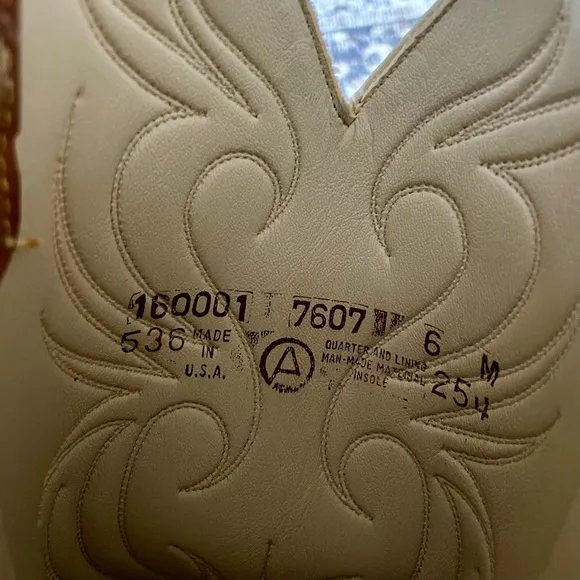 160001 7607 6 M
536 MADE IN U.S.A.
A
QUARTER AND LINING
MAN-MADE MATERIAL
INSOLE
254